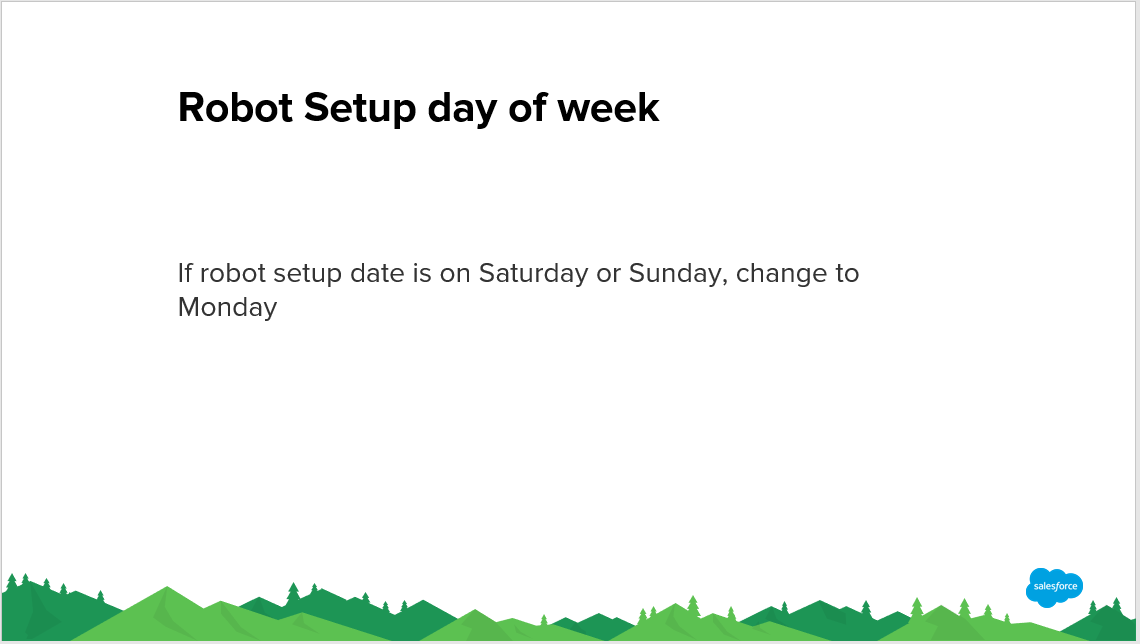 Robot Setup day of week
If robot setup date is on Saturday or Sunday, change to
Monday
salesforce